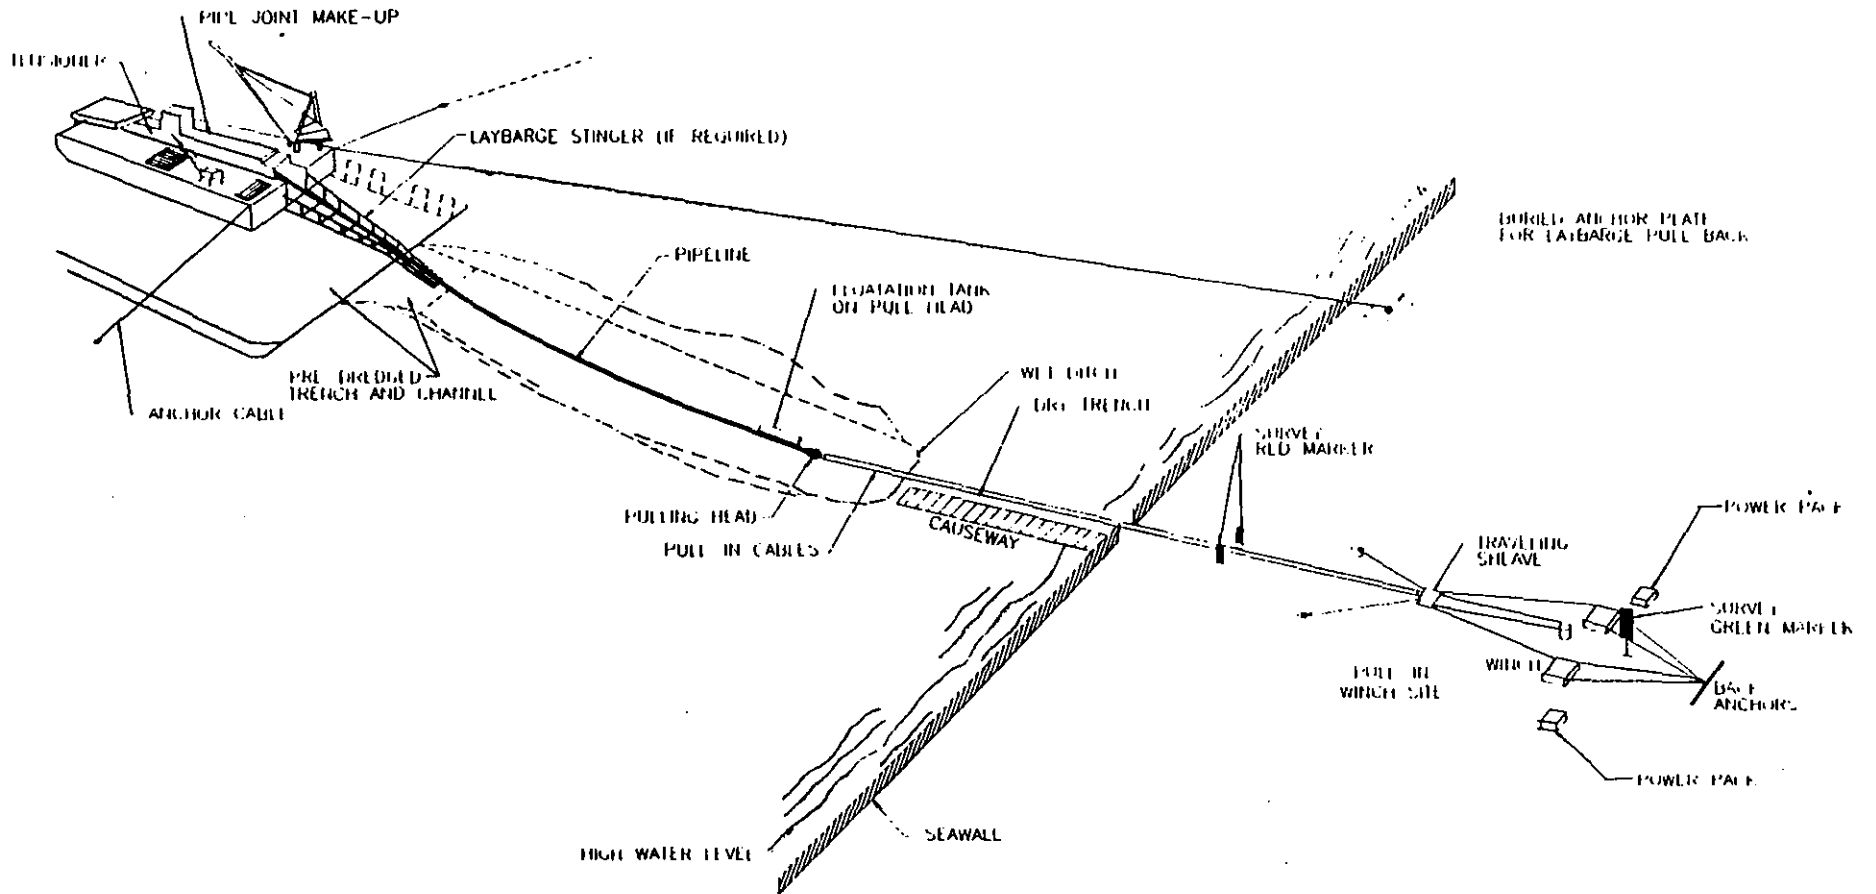 PIPE JOINT MAKE-UP
TENSIONER
LAYBARGE STINGER (IF REQUIRED)
BURIED ANCHOR PLATE
FOR LAYBARGE PULL BACK
PIPELINE
FLOATATION TANK
ON PULL HEAD
PRE DREDGED
TRENCH AND CHANNEL
ANCHOR CABLE
WET DITCH
DRY TRENCH
SURVEY
RED MARKER
PULLING HEAD
PULL IN CABLES
CAUSEWAY
POWER PACK
TRAVELING
SHEAVE
SURVEY
GREEN MARKER
PULL IN
WINCH SITE
WINCH
BACK
ANCHORS
POWER PACK
SEAWALL
HIGH WATER LEVEL